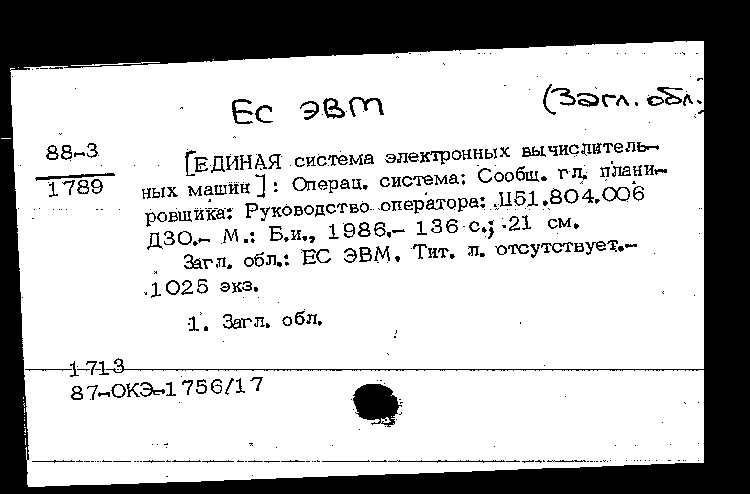 ЕС ЭВМ (Загл. обл.)
88-3
1789
[ЕДИНАЯ система электронных вычислитель-
ных машин]: Операц. система: Сообщ. гл. плани-
ровщика: Руководство оператора: Ц51.804.006
Д30.- М.: Б.и., 1986.- 136 с.; 21 см.
Загл. обл.: ЕС ЭВМ. Тит. л. отсутствует.-
1025 экз.
1. Загл. обл.
1713
87-ОКЭ-1756/17